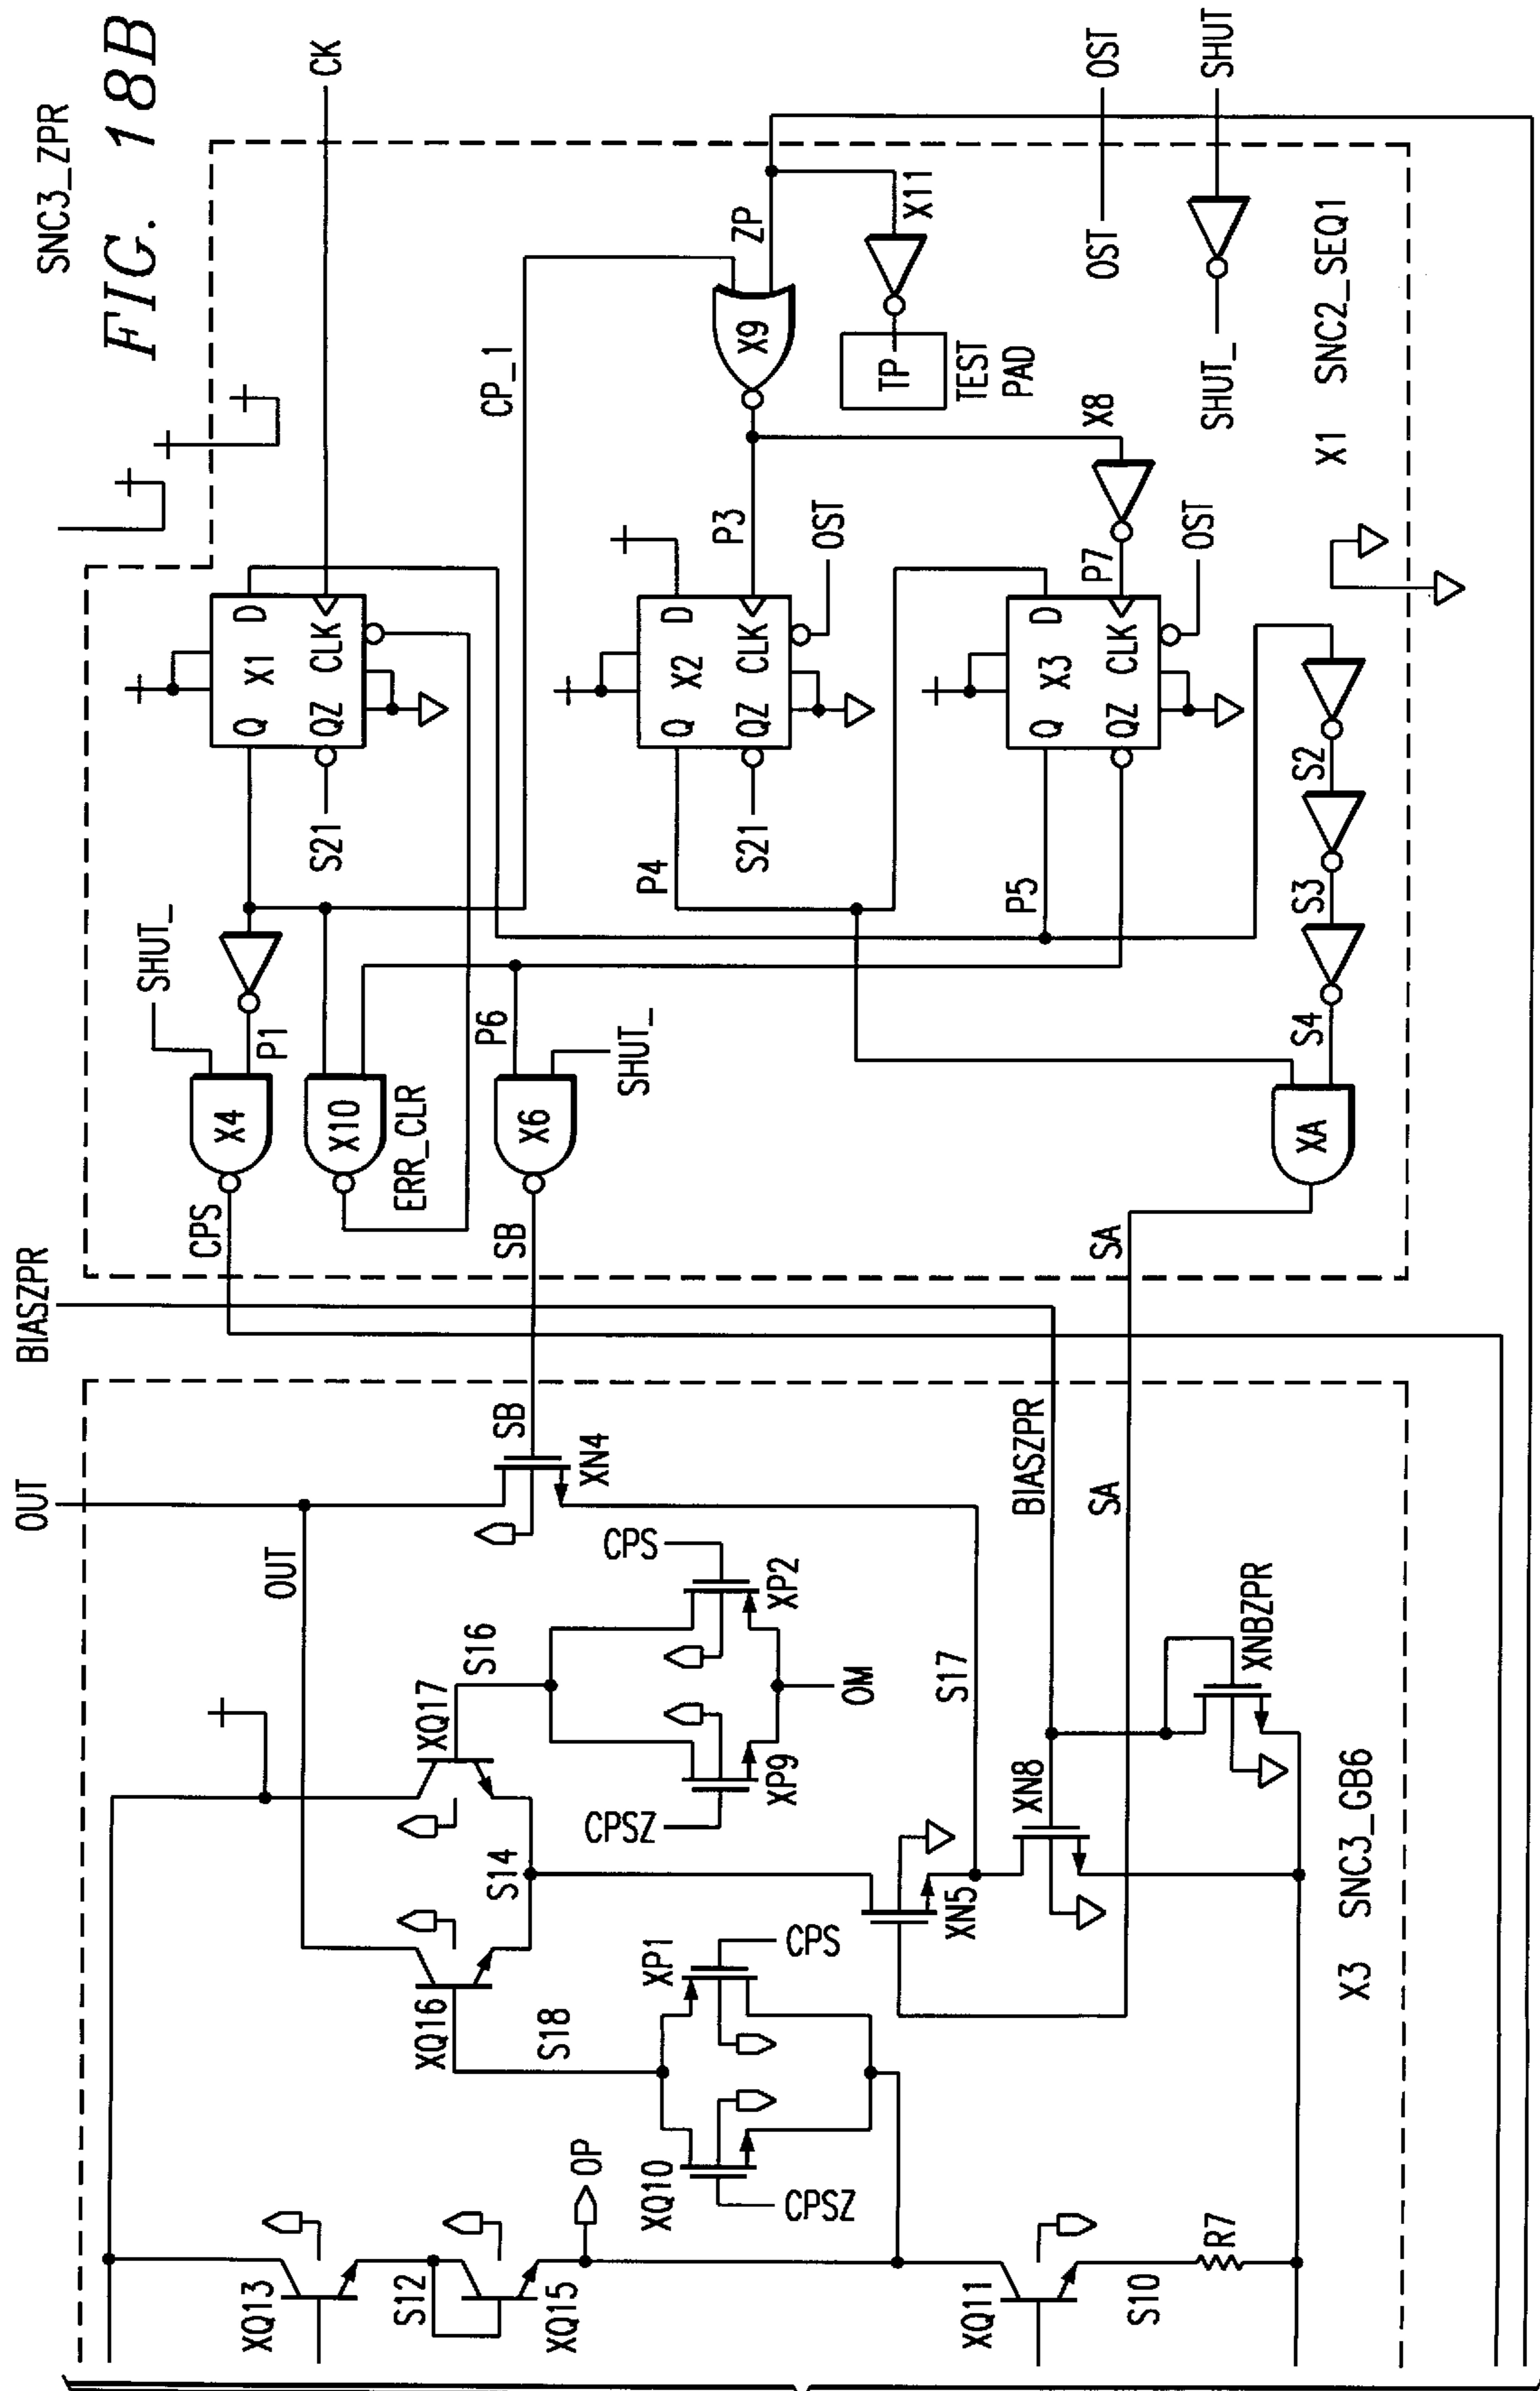 SNC3_ZPR
FIG. 18B
CK
OST
OST
SHUT
SHUT_
X1 SNC2_SEQ1
ZP
X11
X9
TP
TEST
PAD
CP_1
X8
P3
P7
OST
OST
X1
D
CLK
Q
QZ
X2
D
CLK
Q
QZ
X3
D
CLK
Q
QZ
S21
S21
P4
P5
S2
S3
S4
SHUT_
P1
P6
SHUT_
X4
X10
X6
XA
ERR_CLR
CPS
SB
SA
BIASZPR
OUT
OUT
SB
XN4
BIASZPR
SA
CPS
XP2
S16
XQ17
OM
S17
XP9
CPSZ
XNBZPR
XN8
S14
XN5
XQ16
S18
XP1
CPS
X3 SNC3_GB6
OP
XQ10
CPSZ
XQ13
S12
XQ15
XQ11
S10
R7